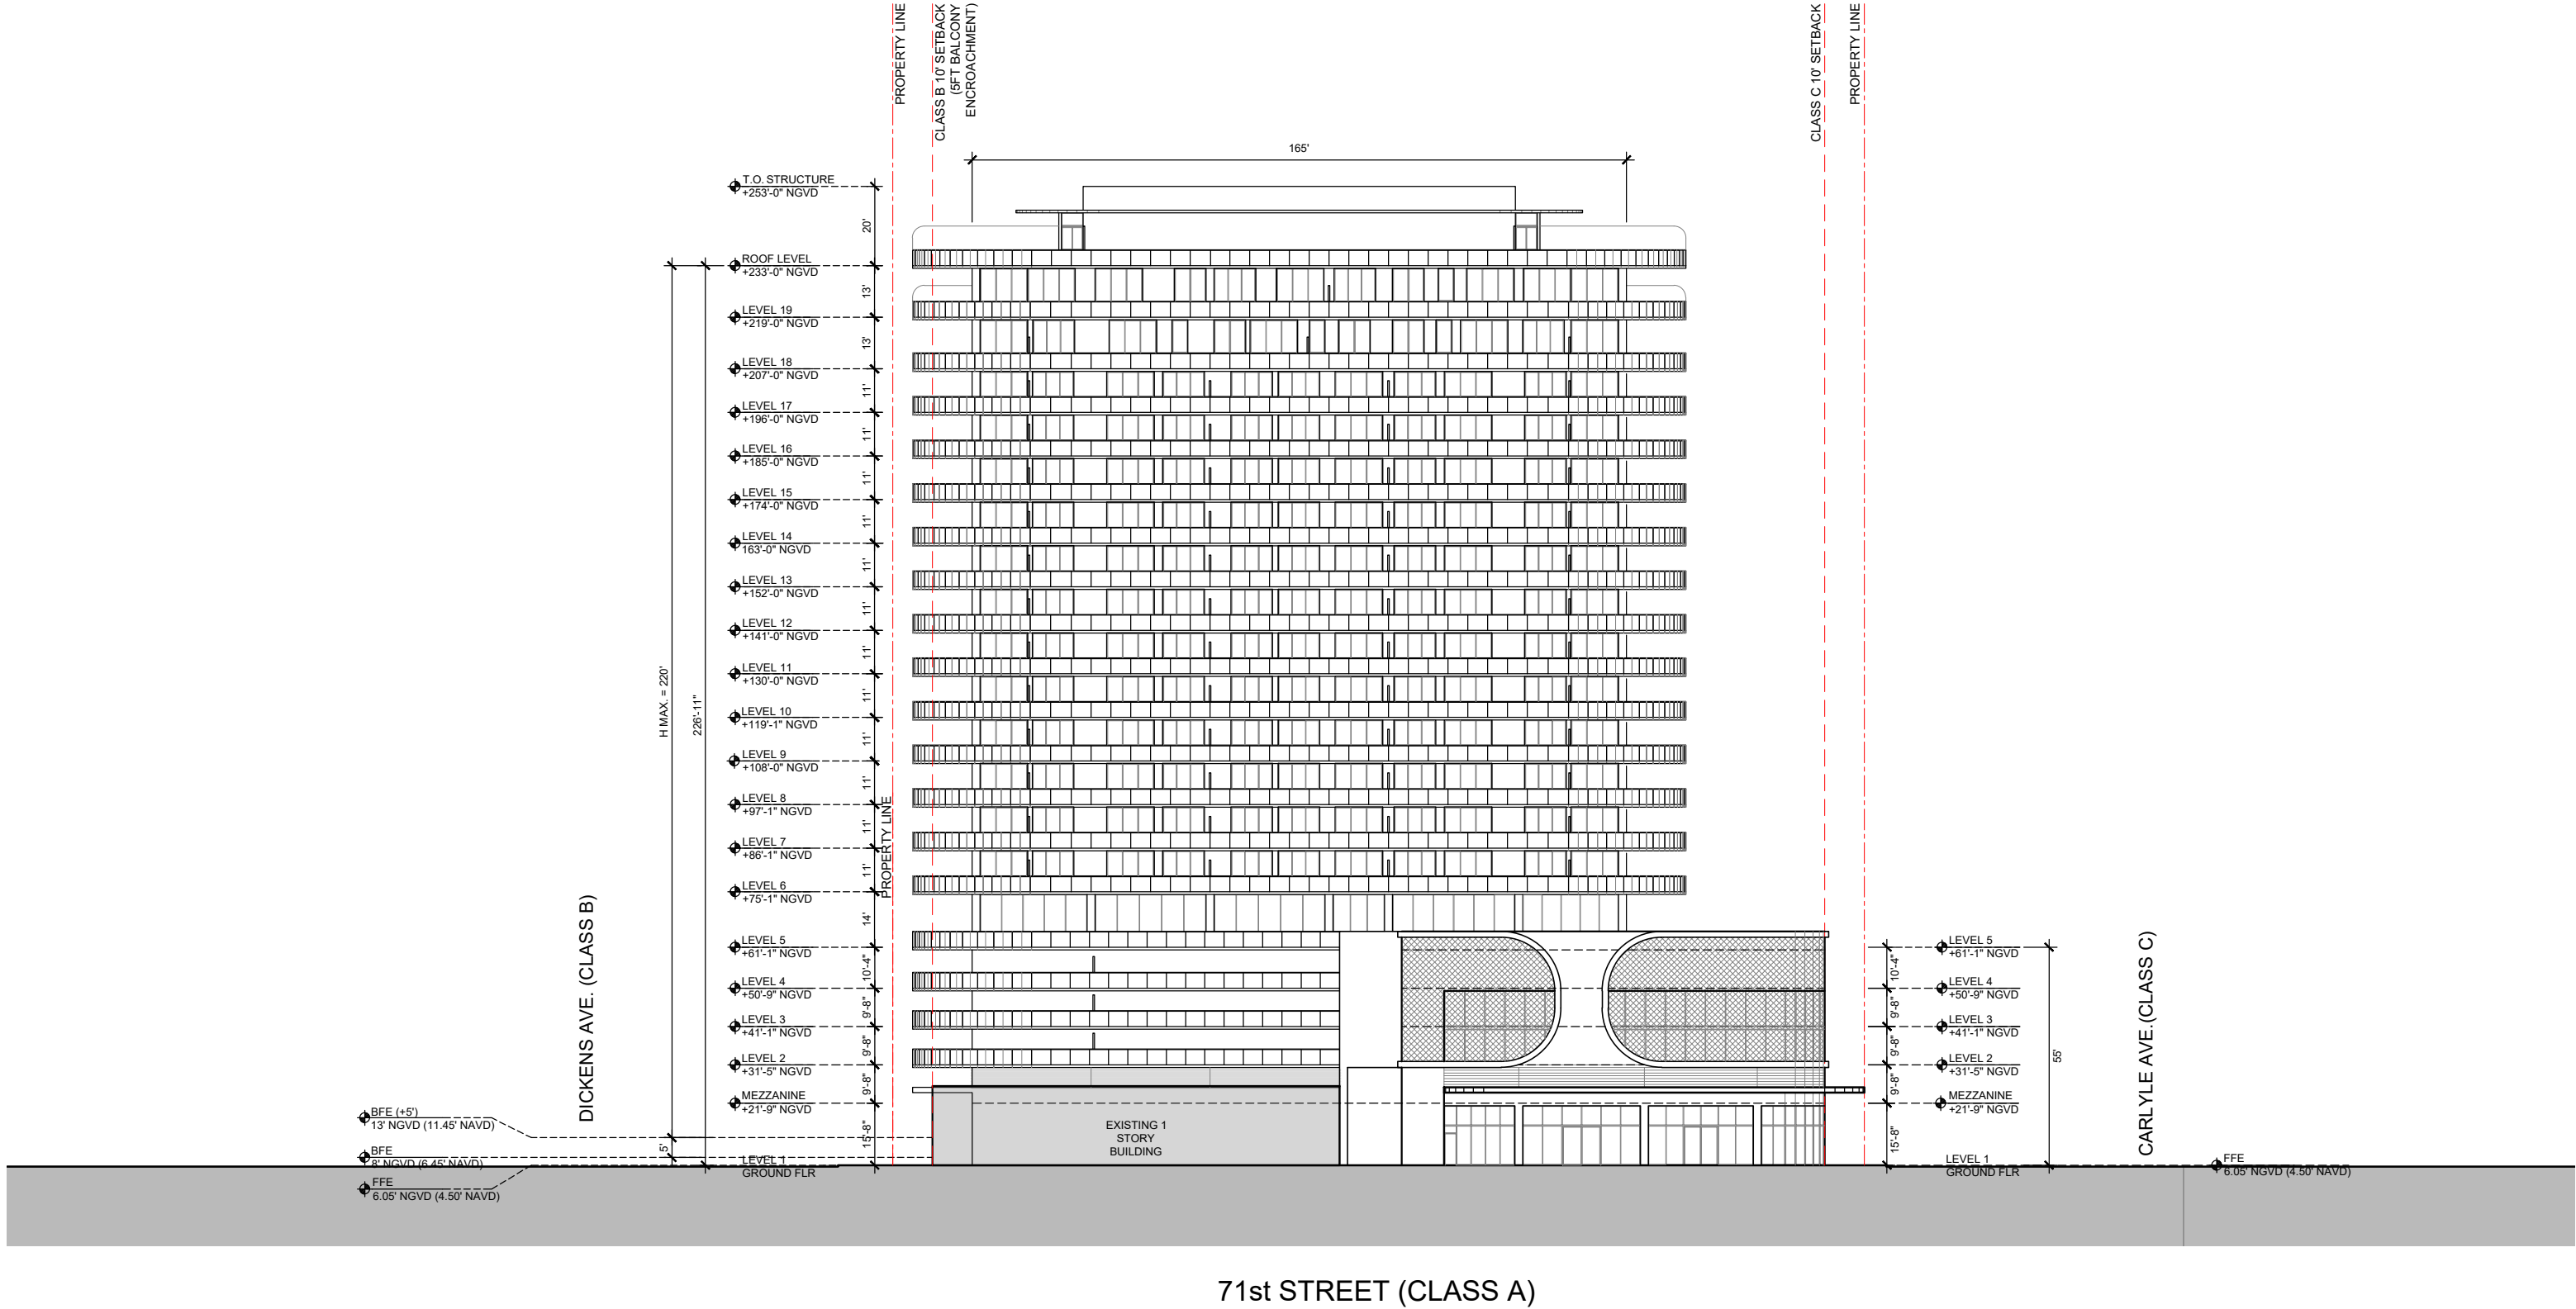 PROPERTY LINE
CLASS B 10' SETBACK
(5FT BALCONY
ENCROACHMENT)
CLASS C 10' SETBACK
PROPERTY LINE
165'
T.O. STRUCTURE
+253'-0" NGVD
20'
ROOF LEVEL
+233'-0" NGVD
13'
LEVEL 19
+219'-0" NGVD
13'
LEVEL 18
+207'-0" NGVD
11'
LEVEL 17
+196'-0" NGVD
11'
LEVEL 16
+185'-0" NGVD
11'
LEVEL 15
+174'-0" NGVD
11'
LEVEL 14
163'-0" NGVD
11'
LEVEL 13
+152'-0" NGVD
11'
LEVEL 12
+141'-0" NGVD
11'
LEVEL 11
+130'-0" NGVD
11'
LEVEL 10
+119'-1" NGVD
11'
LEVEL 9
+108'-0" NGVD
11'
LEVEL 8
+97'-1" NGVD
11'
LEVEL 7
+86'-1" NGVD
11'
LEVEL 6
+75'-1" NGVD
14'
LEVEL 5
+61'-1" NGVD
10'-4"
LEVEL 4
+50'-9" NGVD
9'-8"
LEVEL 3
+41'-1" NGVD
9'-8"
LEVEL 2
+31'-5" NGVD
9'-8"
MEZZANINE
+21'-9" NGVD
15'-8"
LEVEL 1
GROUND FLR
H MAX. = 220'
226'-11"
5'
PROPERTY LINE
DICKENS AVE. (CLASS B)
BFE (+5')
13' NGVD (11.45' NAVD)
BFE
8' NGVD (6.45' NAVD)
FFE
6.05' NGVD (4.50' NAVD)
EXISTING 1
STORY
BUILDING
LEVEL 5
+61'-1" NGVD
10'-4"
LEVEL 4
+50'-9" NGVD
9'-8"
LEVEL 3
+41'-1" NGVD
9'-8"
LEVEL 2
+31'-5" NGVD
9'-8"
MEZZANINE
+21'-9" NGVD
15'-8"
LEVEL 1
GROUND FLR
55'
CARLYLE AVE.(CLASS C)
FFE
6.05' NGVD (4.50' NAVD)
71st STREET (CLASS A)